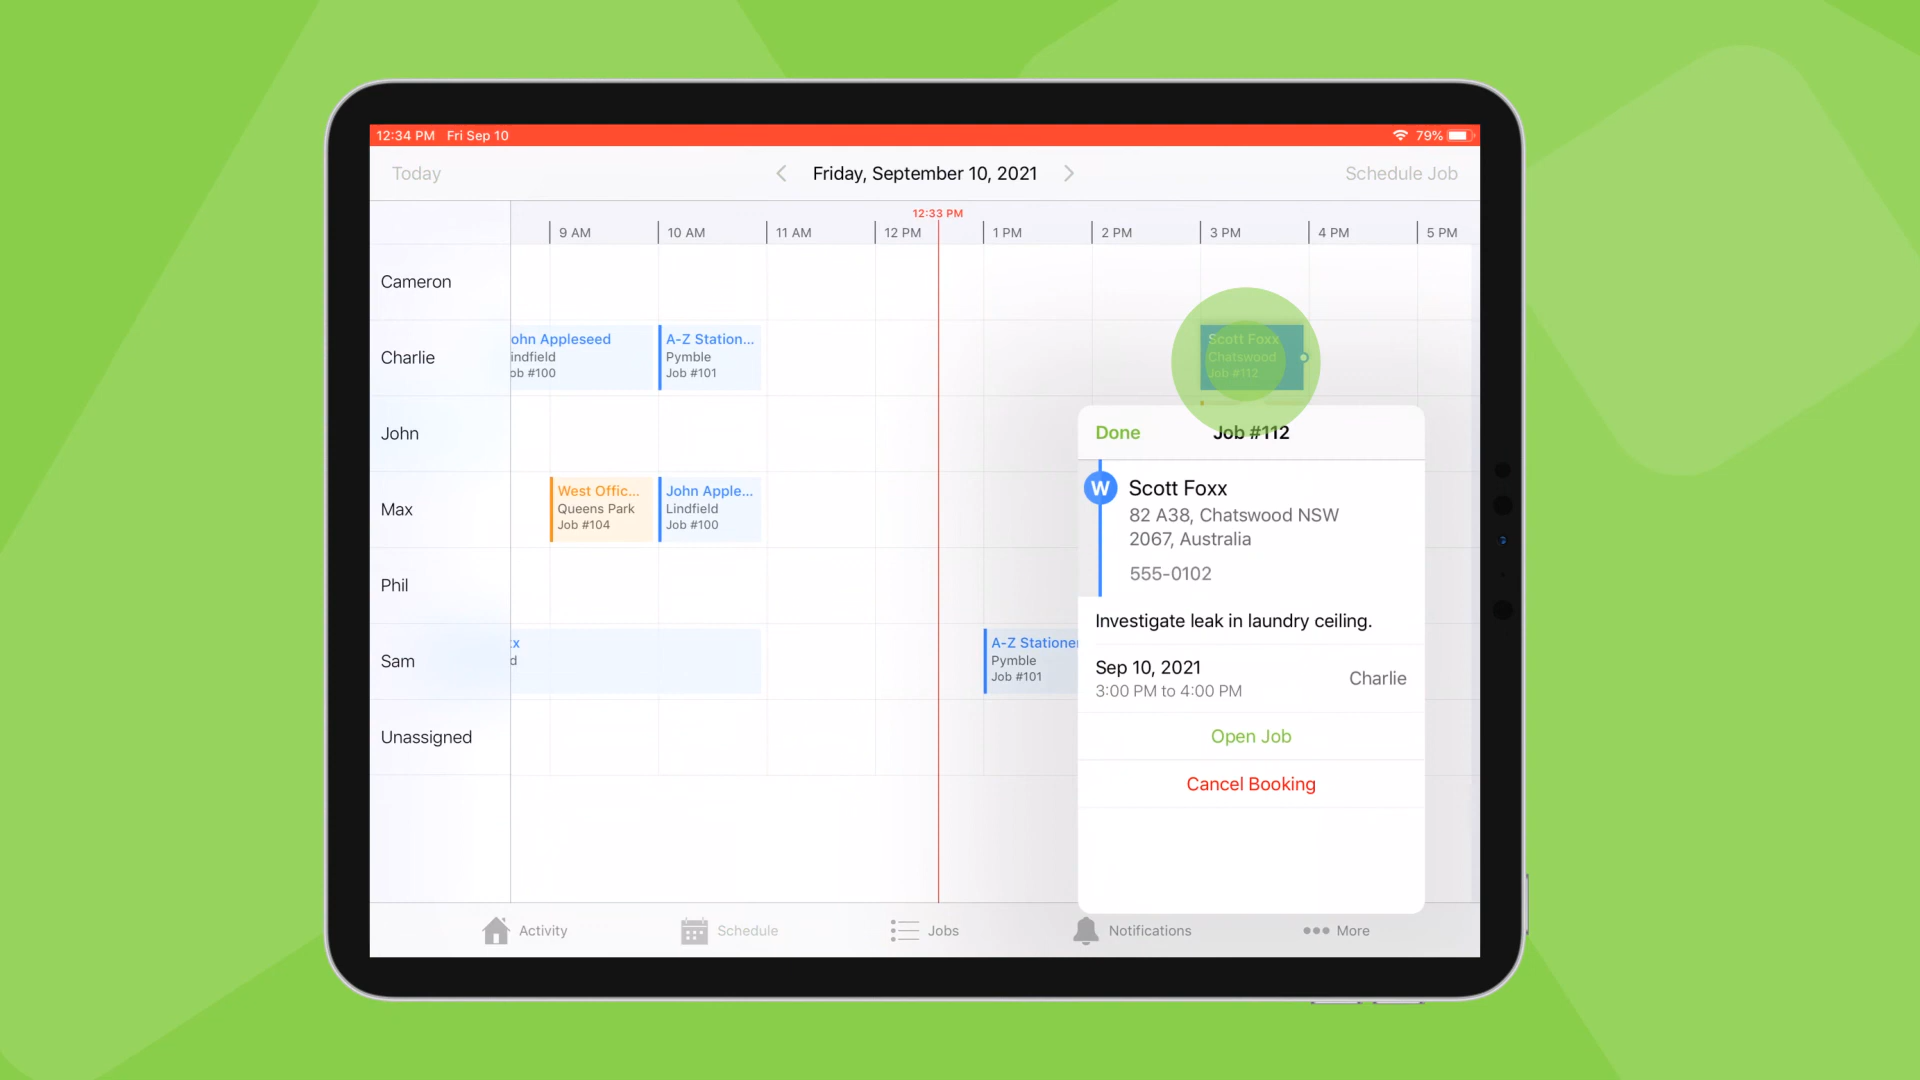 12:34 PM Fri Sep 10
79%
Today
Friday, September 10, 2021
Schedule Job
12:33 PM
9 AM
10 AM
11 AM
12 PM
1 PM
2 PM
3 PM
4 PM
5 PM
Cameron
Charlie
ohn Appleseed
indfield
ob #100
A-Z Station...
Pymble
Job #101
Scott Foxx
Chatswood
Job #112
John
Max
West Offic...
Queens Park
Job #104
John Apple...
Lindfield
Job #100
Phil
Sam
xx
d
A-Z Statione
Pymble
Job #101
Unassigned
Done
Job #112
W
Scott Foxx
82 A38, Chatswood NSW
2067, Australia
555-0102
Investigate leak in laundry ceiling.
Sep 10, 2021
3:00 PM to 4:00 PM
Charlie
Open Job
Cancel Booking
Activity
Schedule
Jobs
Notifications
More